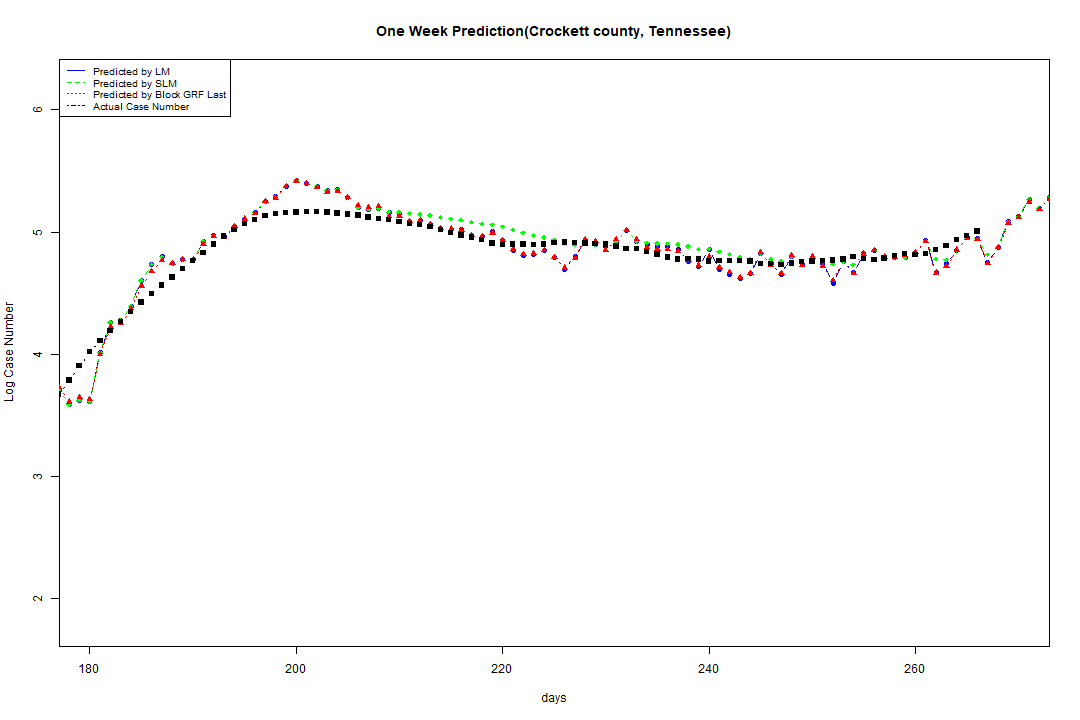 One Week Prediction(Crockett county, Tennessee)
Predicted by LM
Predicted by SLM
Predicted by Block GRF Last
Actual Case Number
6
5
4
3
2
Log Case Number
180 200 220 240 260
days